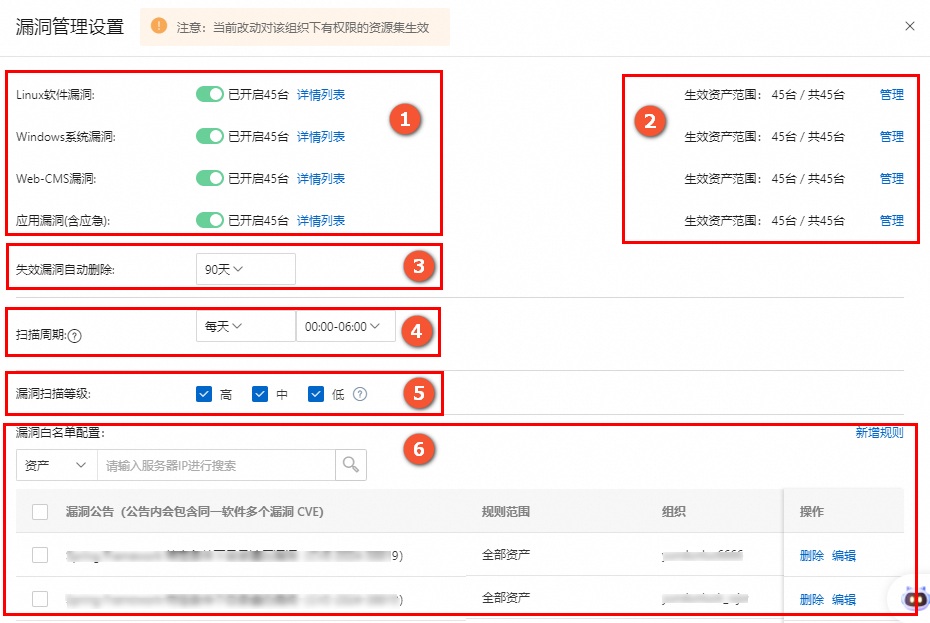 漏洞管理设置 注意：当前改动对该组织下有权限的资源集生效
Linux软件漏洞: 已开启45台 详情列表 1 2 生效资产范围： 45台 / 共45台 管理
Windows系统漏洞: 已开启45台 详情列表 生效资产范围： 45台 / 共45台 管理
Web-CMS漏洞: 已开启45台 详情列表 生效资产范围： 45台 / 共45台 管理
应用漏洞(含应急): 已开启45台 详情列表 生效资产范围： 45台 / 共45台 管理
失效漏洞自动删除: 90天 3
扫描周期: 每天 00:00-06:00 4
漏洞扫描等级: 高 中 低 5
漏洞白名单配置： 6 新增规则
资产 请输入服务器IP进行搜索
漏洞公告（公告内会包含同一软件多个漏洞 CVE） 规则范围 组织 操作
全部资产 删除 编辑
全部资产 删除 编辑